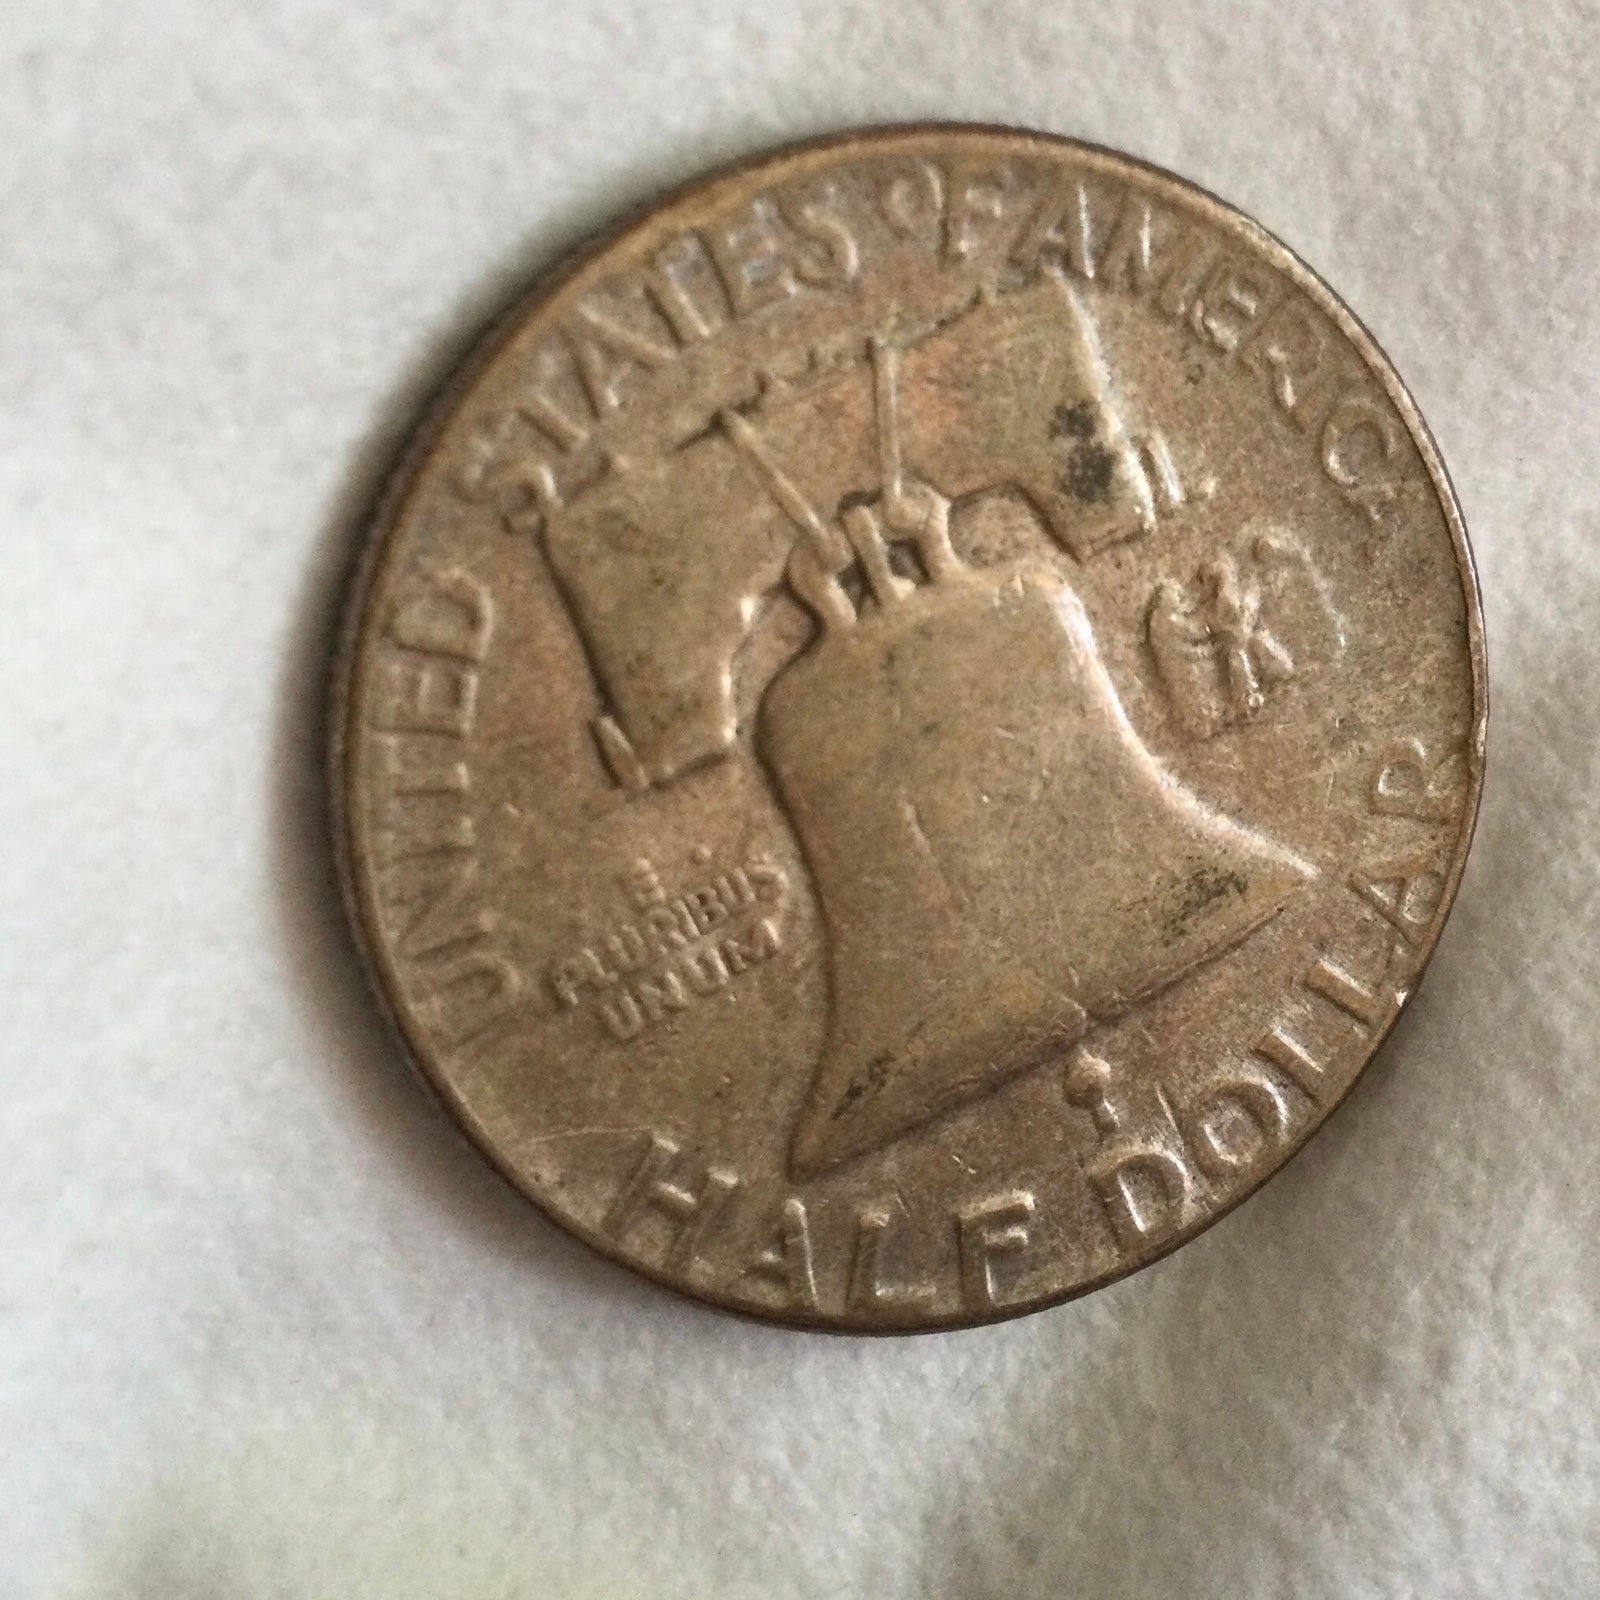 UNITED STATES OF AMERICA
E
PLURIBUS
UNUM
HALF DOLLAR